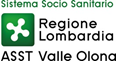 Sistema Socio Sanitario
Regione
Lombardia
ASST Valle Olona